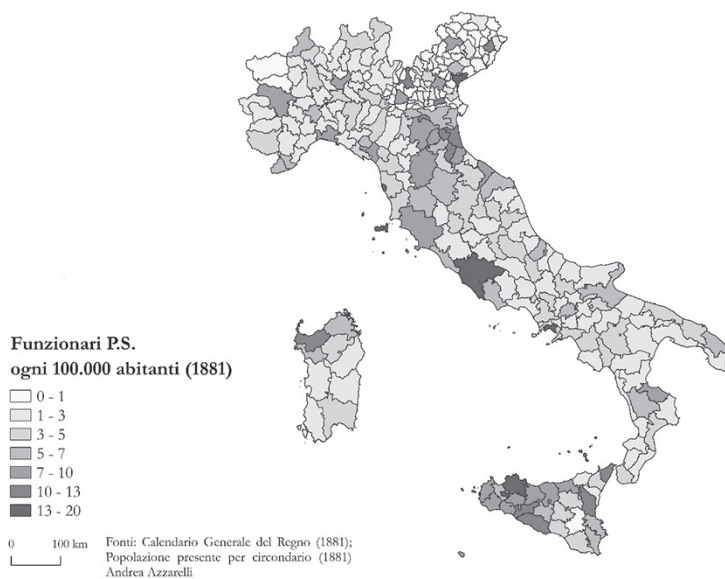 Funzionari P.S.
ogni 100.000 abitanti (1881)
0 - 1
1 - 3
3 - 5
5 - 7
7 - 10
10 - 13
13 - 20
0 100 km
Fonti: Calendario Generale del Regno (1881);
Popolazione presente per circondario (1881)
Andrea Azzarelli